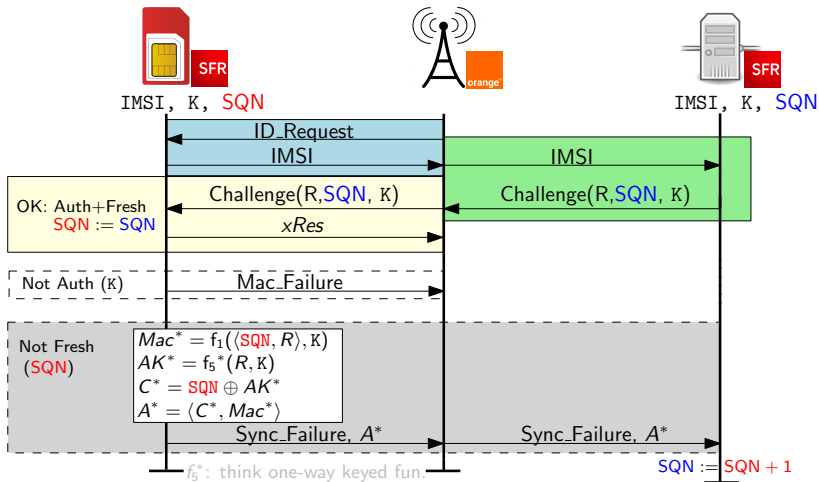 SFR
orange™
SFR
IMSI, K, SQN
IMSI, K, SQN
ID_Request
IMSI
IMSI
Challenge(R,SQN, K)
Challenge(R,SQN, K)
OK: Auth+Fresh
SQN := SQN
xRes
Not Auth (K)
Mac_Failure
Not Fresh
(SQN)
Mac* = f₁(⟨SQN, R⟩, K)
AK* = f₅*(R, K)
C* = SQN ⊕ AK*
A* = ⟨C*, Mac*⟩
Sync_Failure, A*
Sync_Failure, A*
SQN := SQN + 1
f₅*: think one-way keyed fun.